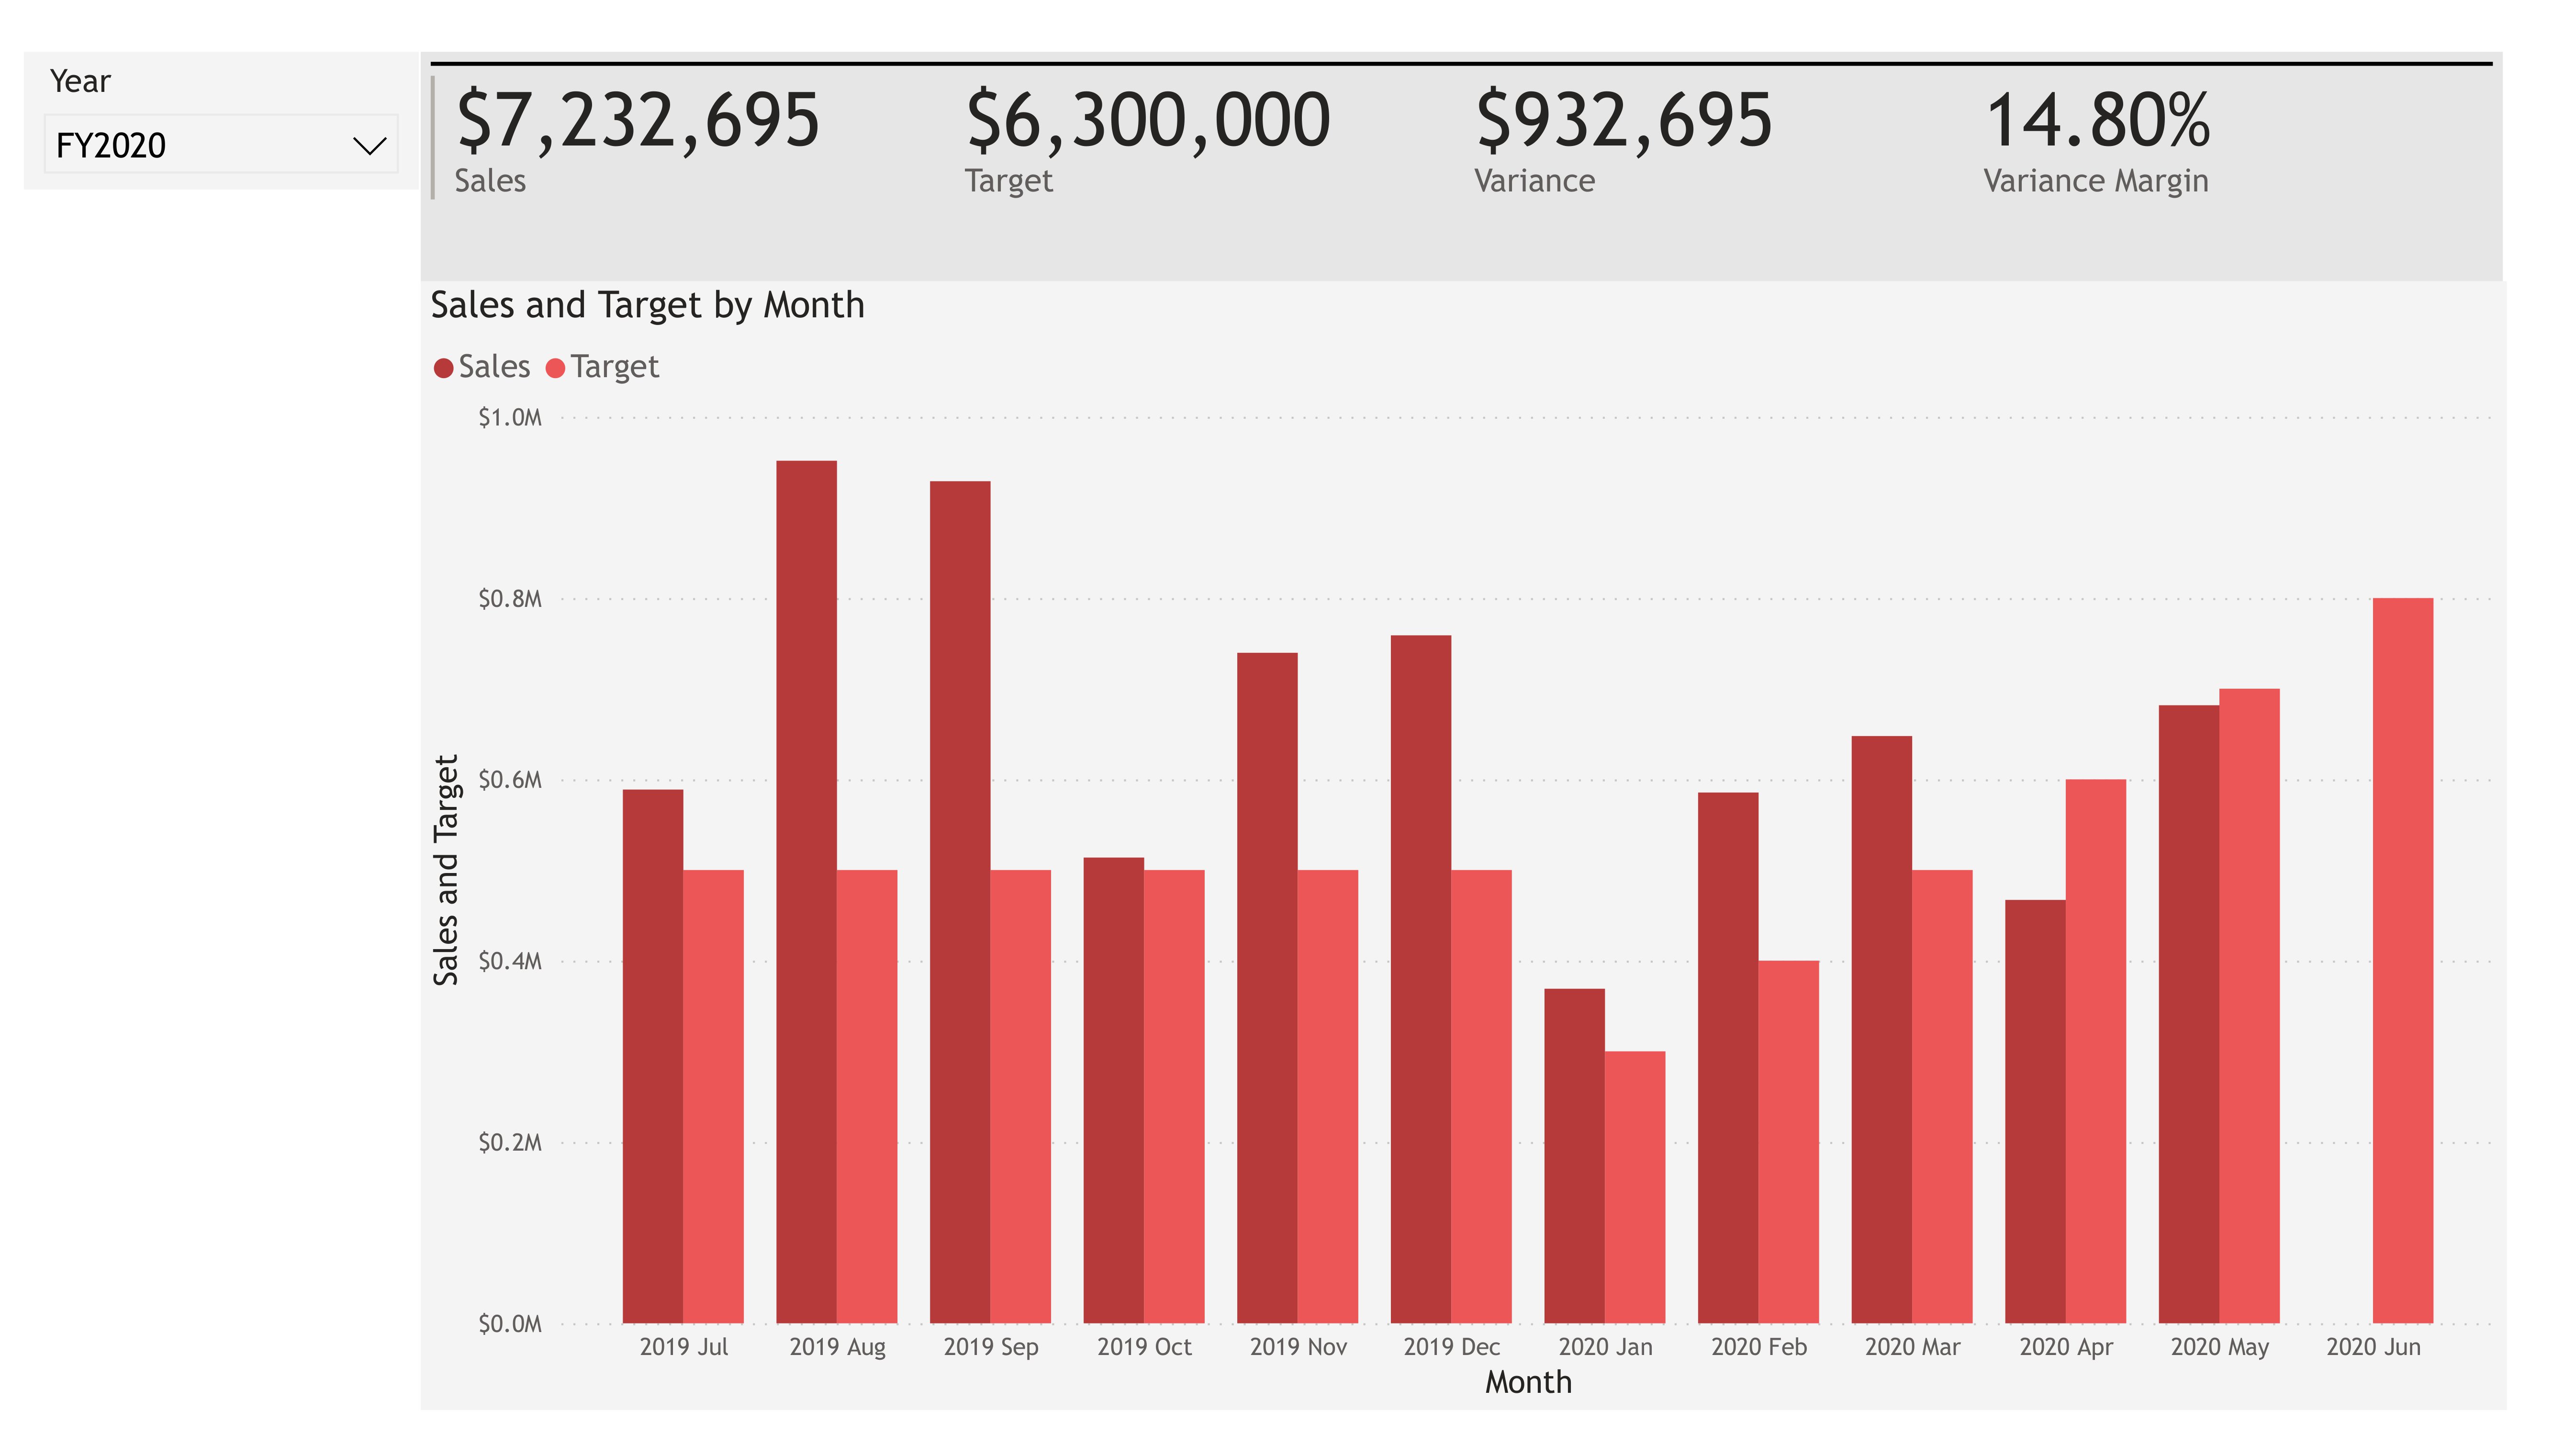 Year
FY2020
$7,232,695 $6,300,000 $932,695 14.80%
Sales Target Variance Variance Margin
Sales and Target by Month
Sales Target
Sales and Target
$1.0M
$0.8M
$0.6M
$0.4M
$0.2M
$0.0M
2019 Jul 2019 Aug 2019 Sep 2019 Oct 2019 Nov 2019 Dec 2020 Jan 2020 Feb 2020 Mar 2020 Apr 2020 May 2020 Jun
Month